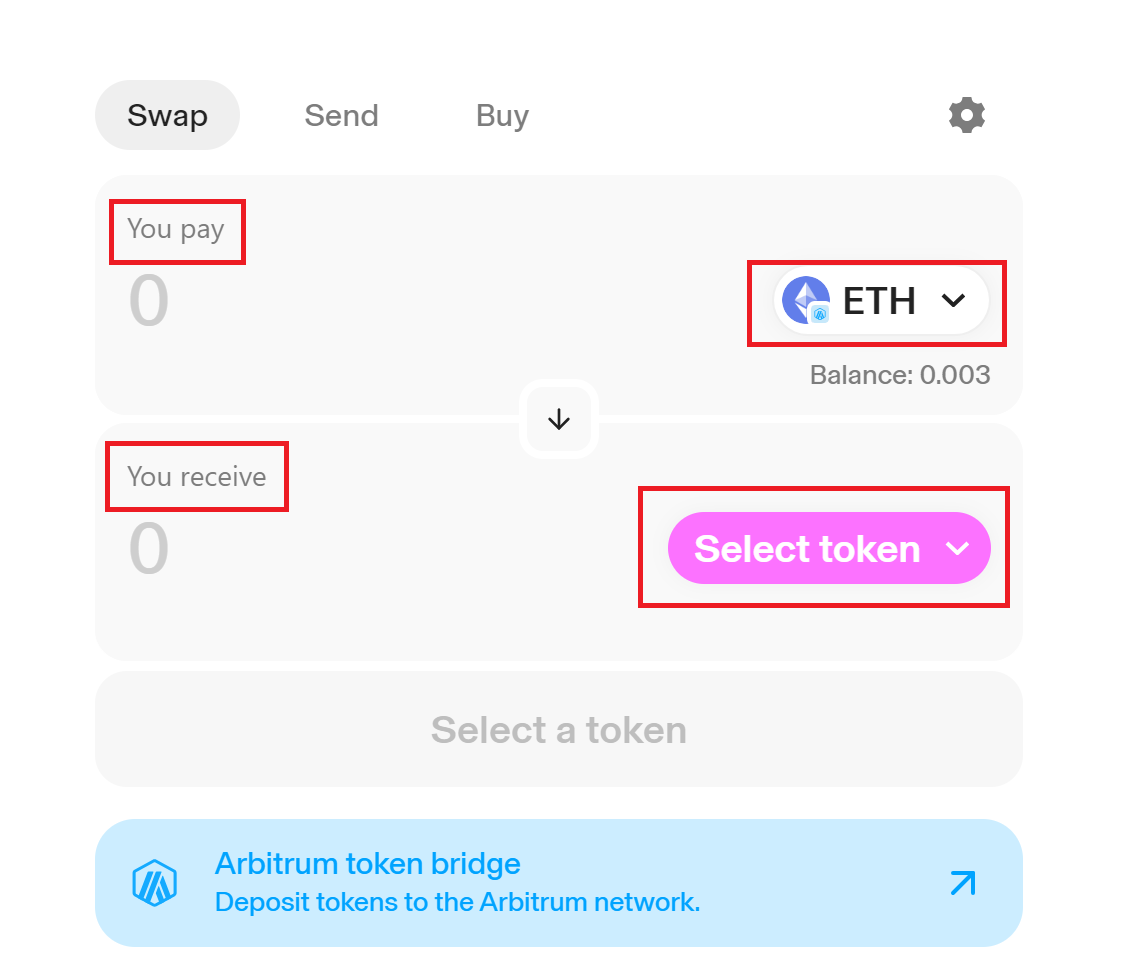 Swap Send Buy
You pay
0
ETH
Balance: 0.003
You receive
0
Select token
Select a token
Arbitrum token bridge
Deposit tokens to the Arbitrum network.